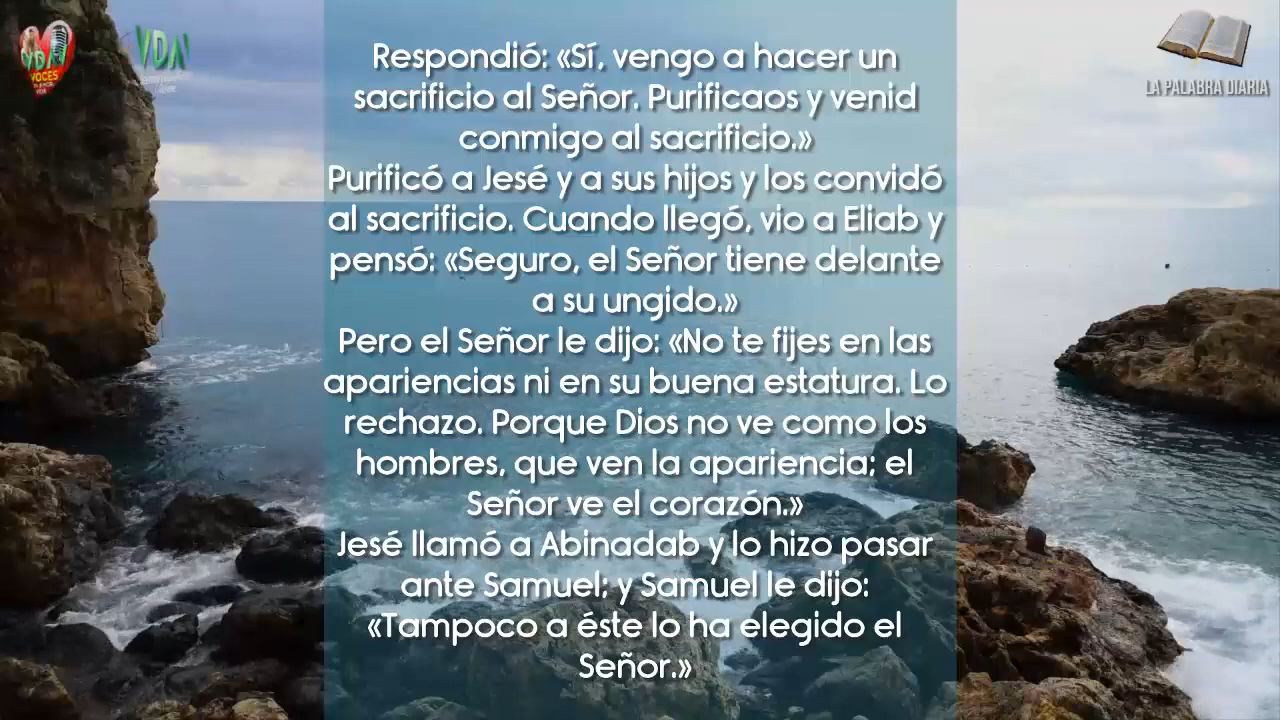 VDA
VOCES
VDA
LA PALABRA DIARIA
Respondió: «Sí, vengo a hacer un
sacrificio al Señor. Purificaos y venid
conmigo al sacrificio.»
Purificó a Jesé y a sus hijos y los convidó
al sacrificio. Cuando llegó, vio a Eliab y
pensó: «Seguro, el Señor tiene delante
a su ungido.»
Pero el Señor le dijo: «No te fijes en las
apariencias ni en su buena estatura. Lo
rechazo. Porque Dios no ve como los
hombres, que ven la apariencia; el
Señor ve el corazón.»
Jesé llamó a Abinadab y lo hizo pasar
ante Samuel; y Samuel le dijo:
«Tampoco a éste lo ha elegido el
Señor.»